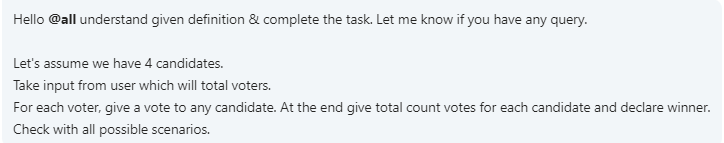 Hello @all understand given definition & complete the task. Let me know if you have any query.
Let's assume we have 4 candidates.
Take input from user which will total voters.
For each voter, give a vote to any candidate. At the end give total count votes for each candidate and declare winner.
Check with all possible scenarios.